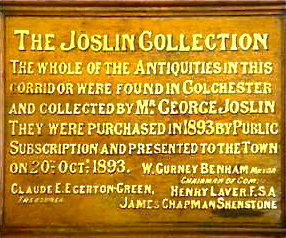 THE JOSLIN COLLECTION
THE WHOLE OF THE ANTIQUITIES IN THIS
CORRIDOR WERE FOUND IN COLCHESTER
AND COLLECTED BY MR. GEORGE JOSLIN
THEY WERE PURCHASED IN 1893 BY PUBLIC
SUBSCRIPTION AND PRESENTED TO THE TOWN
ON 20TH OCT. 1893. W. GURNEY BENHAM MAYOR
CHAIRMAN OF COM.
CLAUDE E. EGERTON-GREEN, HENRY LAVER, F.S.A
TREASURER
JAMES CHAPMAN SHENSTONE